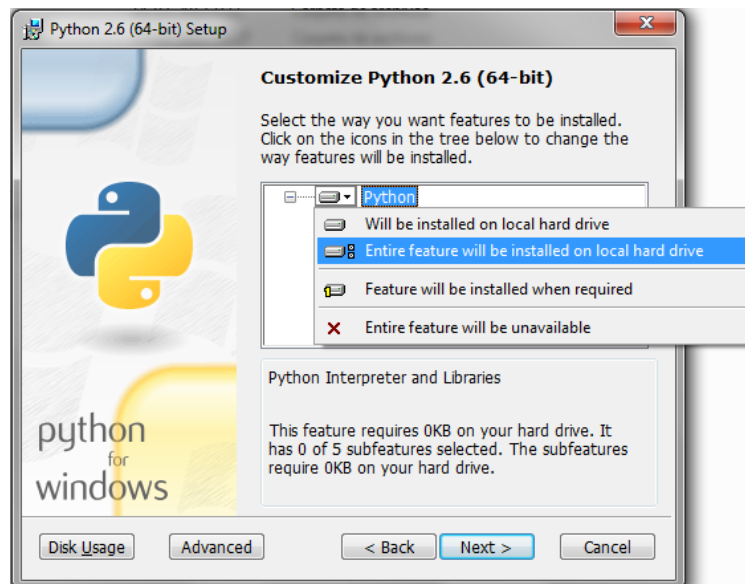 Python 2.6 (64-bit) Setup
Customize Python 2.6 (64-bit)
Select the way you want features to be installed.
Click on the icons in the tree below to change the
way features will be installed.
Python
Will be installed on local hard drive
Entire feature will be installed on local hard drive
Feature will be installed when required
Entire feature will be unavailable
Python Interpreter and Libraries
This feature requires 0KB on your hard drive. It
has 0 of 5 subfeatures selected. The subfeatures
require 0KB on your hard drive.
python
for
windows
Disk Usage
Advanced
< Back
Next >
Cancel